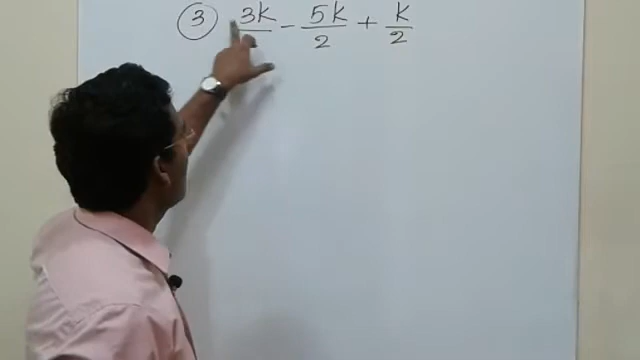 ③ 3k/ - 5k/2 + k/2